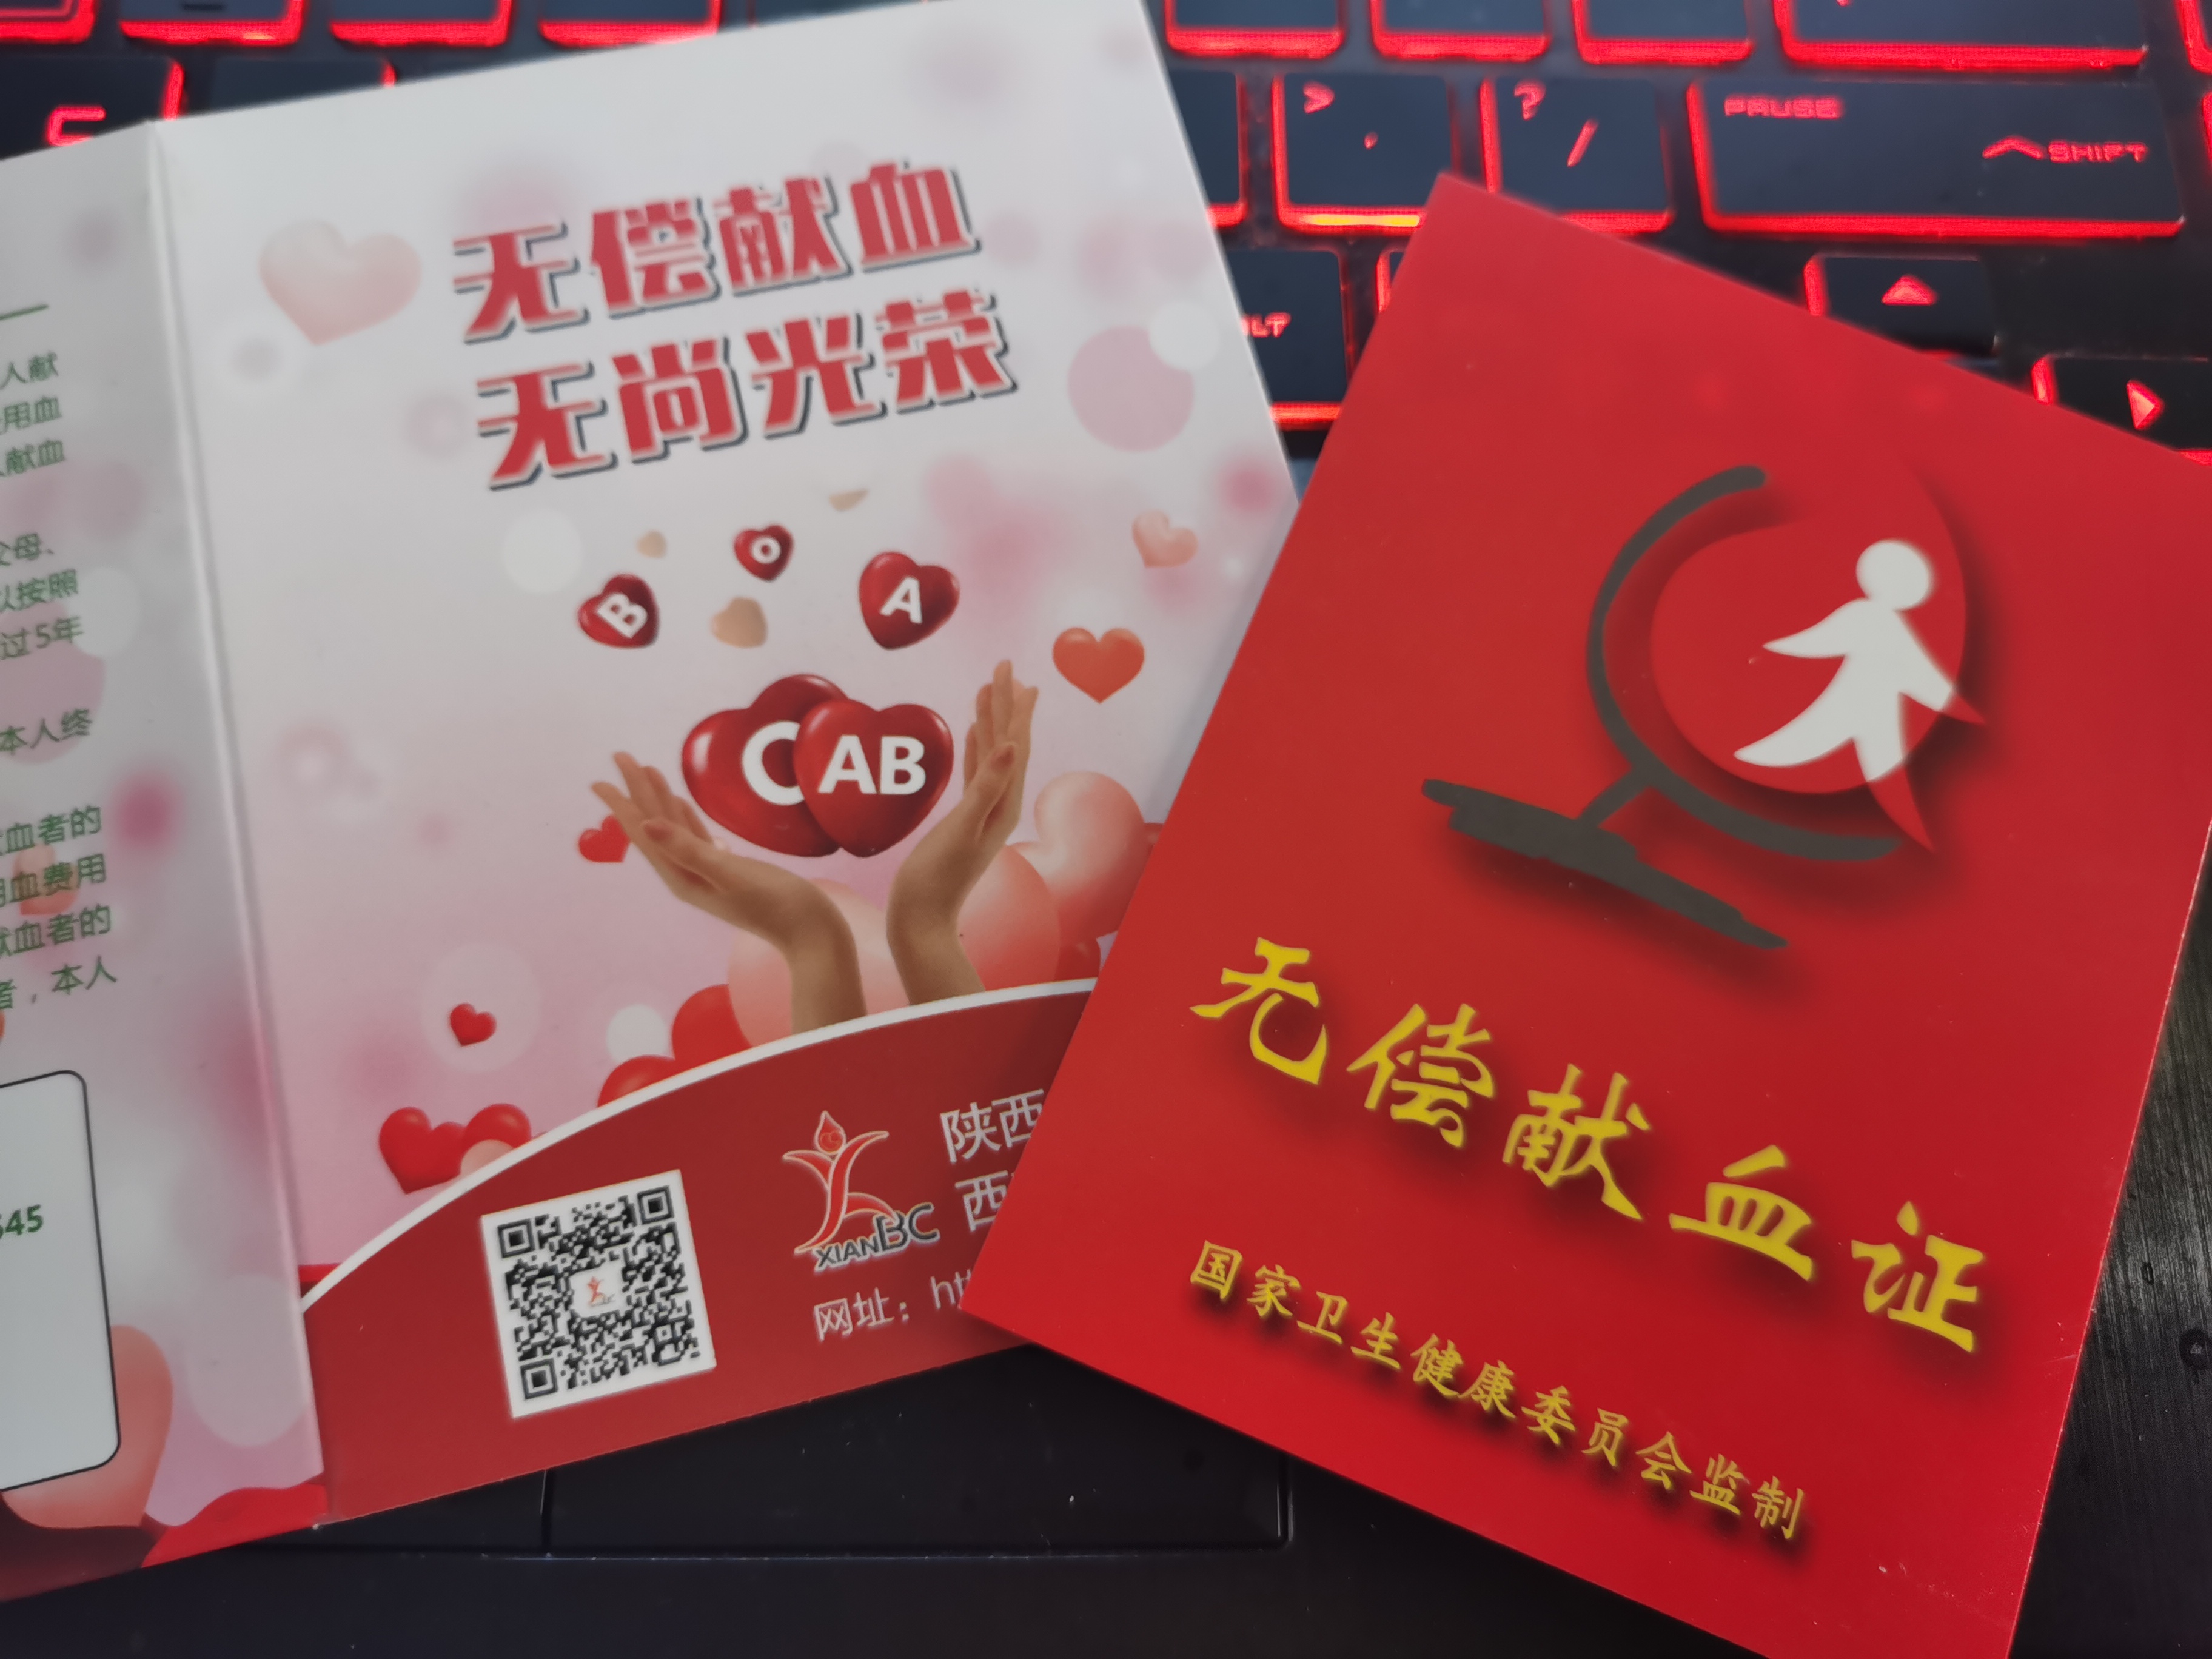 人献
用血
献血
父母、
以按照
过5年
本人终
血者的
用血费用
献血者的
者，本人
545
无偿献血
无尚光荣
B
O
A
AB
陕西
西
XIANBC
网址：ht
无偿献血证
国家卫生健康委员会监制
C
>
.
?
/
PAUSE
SHIFT